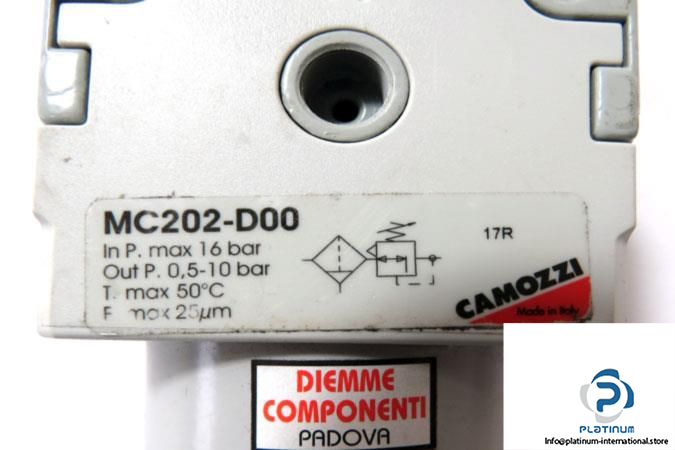 MC202-D00
In P. max 16 bar
Out P. 0,5-10 bar
T. max 50°C
F. max 25µm
17R
CAMOZZI
Made in Italy
DIEMME
COMPONENTI
PADOVA
PLATINUM
info@platinum-international.store